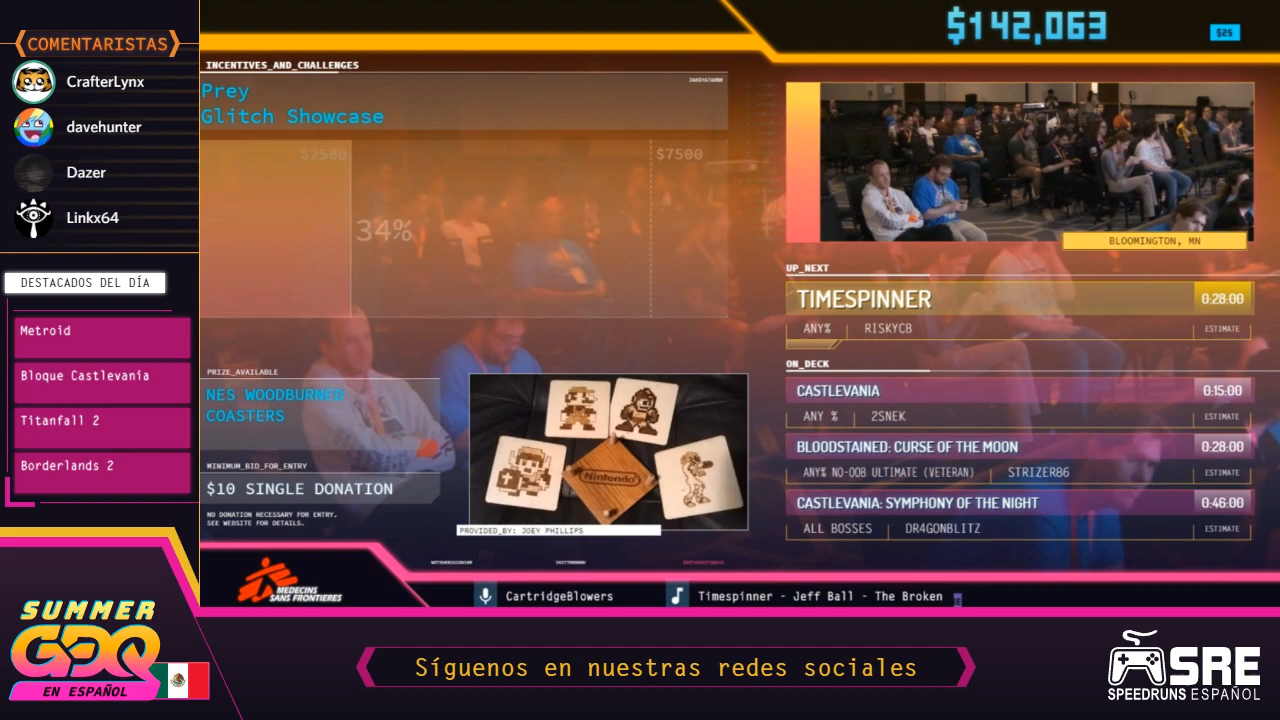 COMENTARISTAS
CrafterLynx
davehunter
Dazer
Linkx64
DESTACADOS DEL DÍA
Metroid
Bloque Castlevania
Titanfall 2
Borderlands 2
SUMMER
GDQ
EN ESPAÑOL
$142,063
$25
INCENTIVES_AND_CHALLENGES
Prey
Glitch Showcase
$2580
$7500
34%
PRIZE_AVAILABLE
NES WOODBURNED
COASTERS
MINIMUM_BID_FOR_ENTRY
$10 SINGLE DONATION
NO DONATION NECESSARY FOR ENTRY.
SEE WEBSITE FOR DETAILS.
Nintendo
PROVIDED_BY: JOEY PHILLIPS
BLOOMINGTON, MN
UP_NEXT
TIMESPINNER
0:28:00
ANY%
RISKYCB
ESTIMATE
ON_DECK
CASTLEVANIA
0:15:00
ANY %
2SNEK
ESTIMATE
BLOODSTAINED: CURSE OF THE MOON
0:28:00
ANY% NO-OOB ULTIMATE (VETERAN)
STRIZER86
ESTIMATE
CASTLEVANIA: SYMPHONY OF THE NIGHT
0:46:00
ALL BOSSES
DR4GONBLITZ
ESTIMATE
MEDECINS
SANS FRONTIERES
CartridgeBlowers
Timespinner - Jeff Ball - The Broken
Síguenos en nuestras redes sociales
SRE
SPEEDRUNS ESPAÑOL